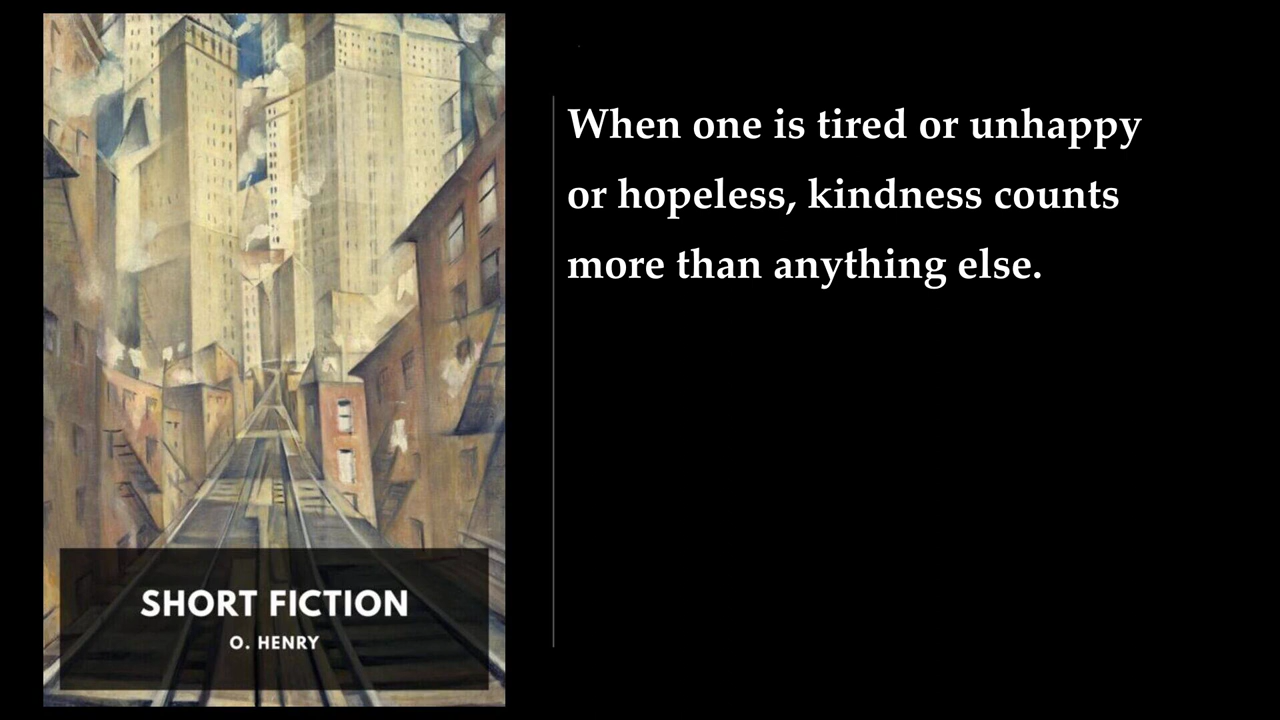 When one is tired or unhappy
or hopeless, kindness counts
more than anything else.
SHORT FICTION
O. HENRY